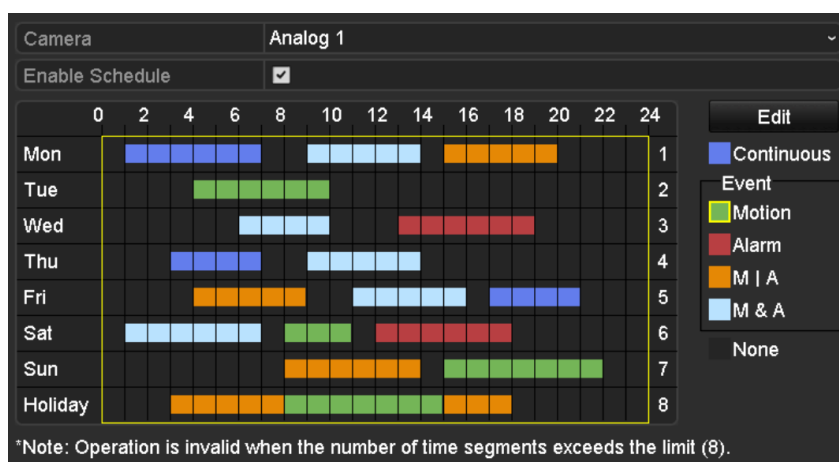 Camera Analog 1
Enable Schedule
0 2 4 6 8 10 12 14 16 18 20 22 24
Edit
Mon 1 Continuous
Event
Tue 2 Motion
Wed 3 Alarm
Thu 4 M | A
Fri 5 M & A
Sat 6 None
Sun 7
Holiday 8
*Note: Operation is invalid when the number of time segments exceeds the limit (8).